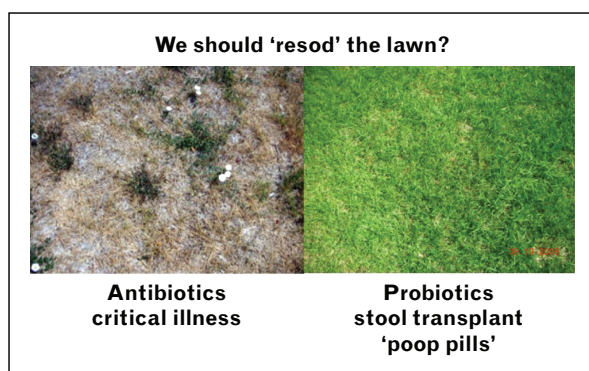 We should ‘resod’ the lawn?
Antibiotics
critical illness
Probiotics
stool transplant
‘poop pills’